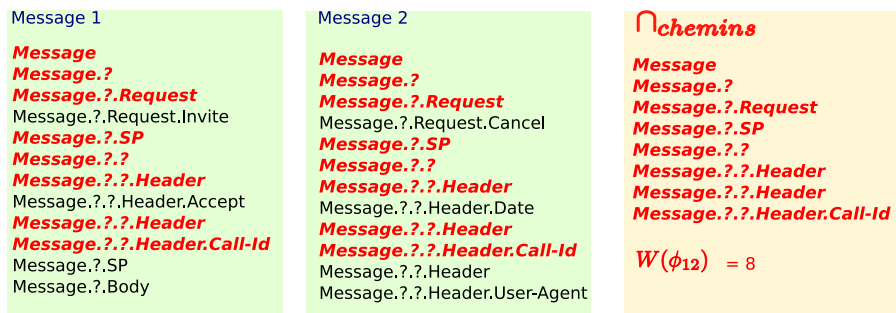 Message 1
Message
Message.?
Message.?.Request
Message.?.Request.Invite
Message.?.SP
Message.?.?
Message.?.?.Header
Message.?.?.Header.Accept
Message.?.?.Header
Message.?.?.Header.Call-Id
Message.?.SP
Message.?.Body
Message 2
Message
Message.?
Message.?.Request
Message.?.Request.Cancel
Message.?.SP
Message.?.?
Message.?.?.Header
Message.?.?.Header.Date
Message.?.?.Header
Message.?.?.Header.Call-Id
Message.?.?.Header
Message.?.?.Header.User-Agent
⋂chemins
Message
Message.?
Message.?.Request
Message.?.SP
Message.?.?
Message.?.?.Header
Message.?.?.Header
Message.?.?.Header.Call-Id
W(ϕ₁₂) = 8